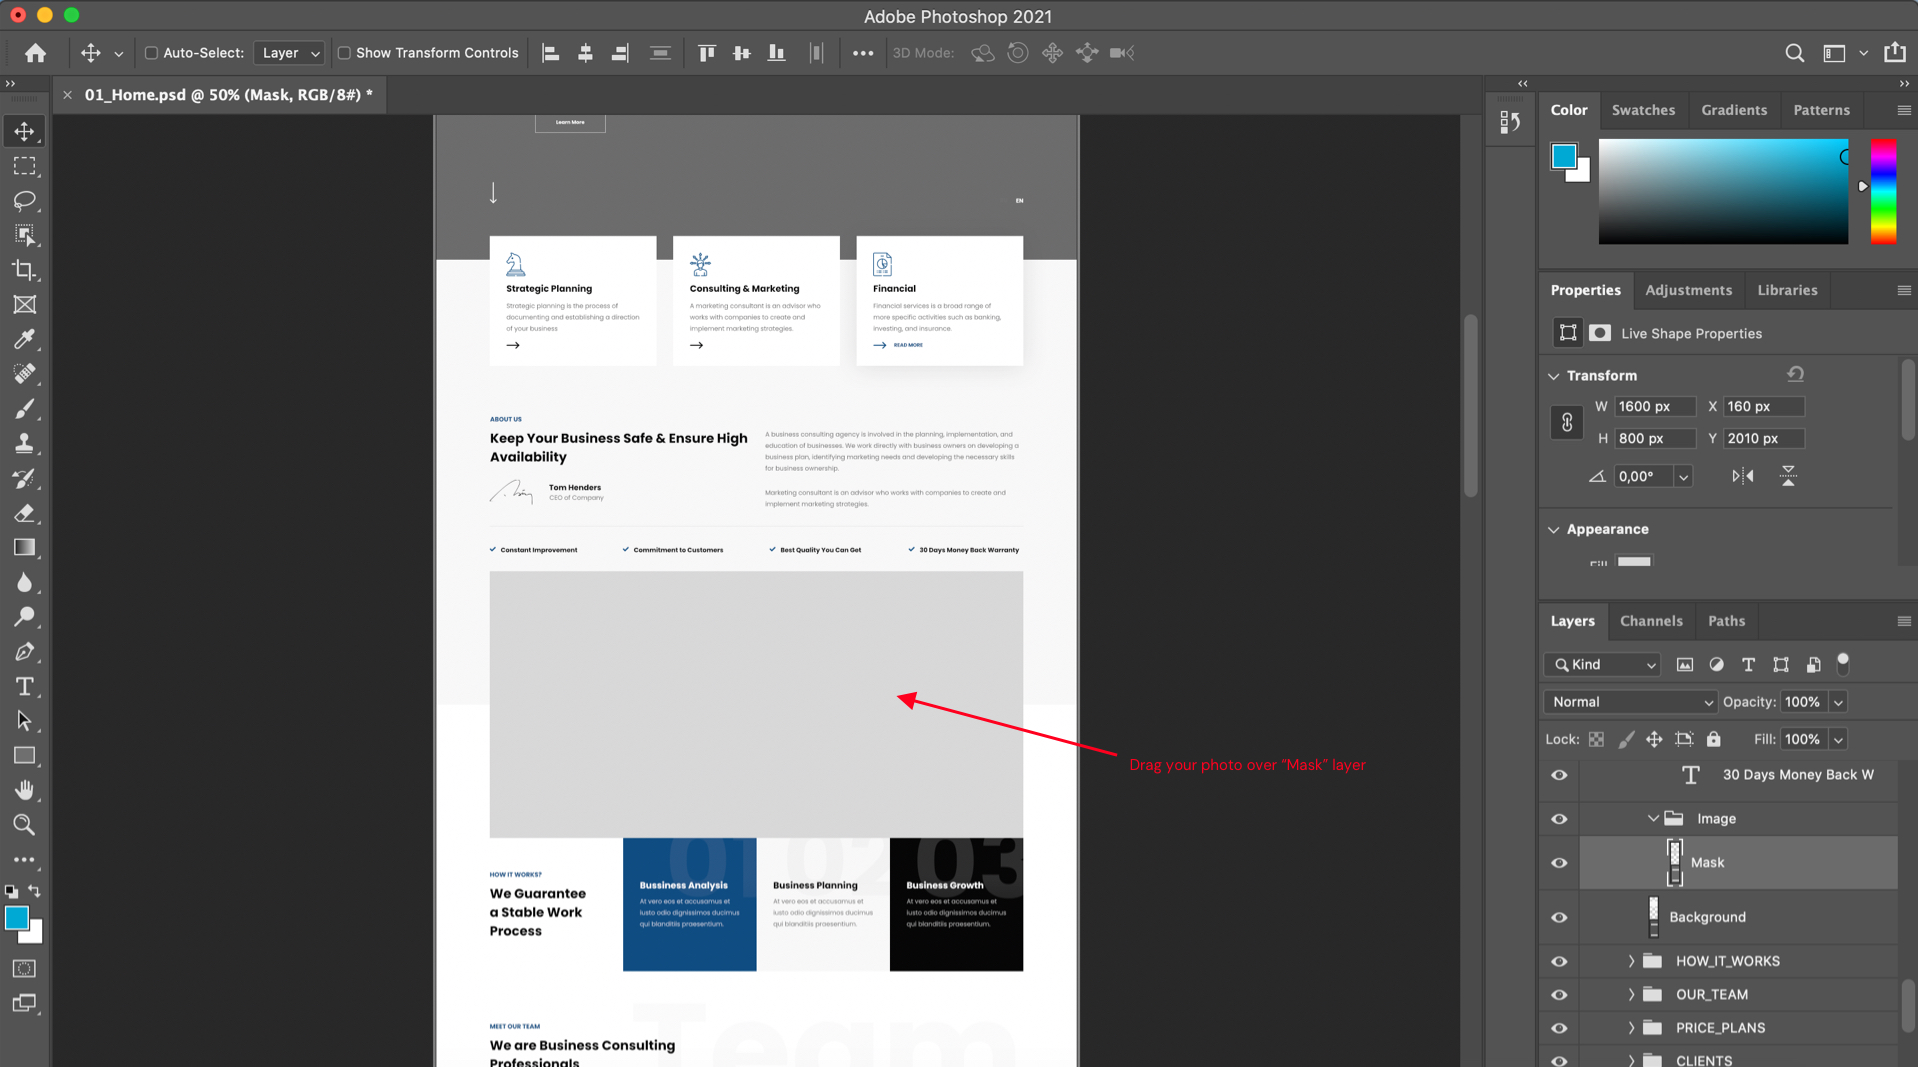 Adobe Photoshop 2021
Auto-Select:
Layer
Show Transform Controls
3D Mode:
01_Home.psd @ 50% (Mask, RGB/8#) *
Learn More
EN
Strategic Planning
Strategic planning is the process of
documenting and establishing a direction
of your business
Consulting & Marketing
A marketing consultant is an advisor who
works with companies to create and
implement marketing strategies.
Financial
Financial services is a broad range of
more specific activities such as banking,
investing, and insurance.
READ MORE
ABOUT US
Keep Your Business Safe & Ensure High
Availability
Tom Henders
CEO of Company
A business consulting agency is involved in the planning, implementation, and
education of businesses. We work directly with business owners on developing a
business plan, identifying marketing needs and developing the necessary skills
for business ownership.
Marketing consultant is an advisor who works with companies to create and
implement marketing strategies.
Constant Improvement
Commitment to Customers
Best Quality You Can Get
30 Days Money Back Warranty
Drag your photo over “Mask” layer
HOW IT WORKS?
We Guarantee
a Stable Work
Process
01
Bussiness Analysis
At vero eos et accusamus et
iusto odio dignissimos ducimus
qui blanditiis praesentium.
02
Business Planning
At vero eos et accusamus et
iusto odio dignissimos ducimus
qui blanditiis praesentium.
03
Business Growth
At vero eos et accusamus et
iusto odio dignissimos ducimus
qui blanditiis praesentium.
Team
MEET OUR TEAM
We are Business Consulting
Professionals
Color
Swatches
Gradients
Patterns
Properties
Adjustments
Libraries
Live Shape Properties
Transform
W 1600 px X 160 px
H 800 px Y 2010 px
0,00°
Appearance
Fill
Layers
Channels
Paths
Kind
Normal
Opacity: 100%
Lock:
Fill: 100%
30 Days Money Back W
Image
Mask
Background
HOW_IT_WORKS
OUR_TEAM
PRICE_PLANS
CLIENTS